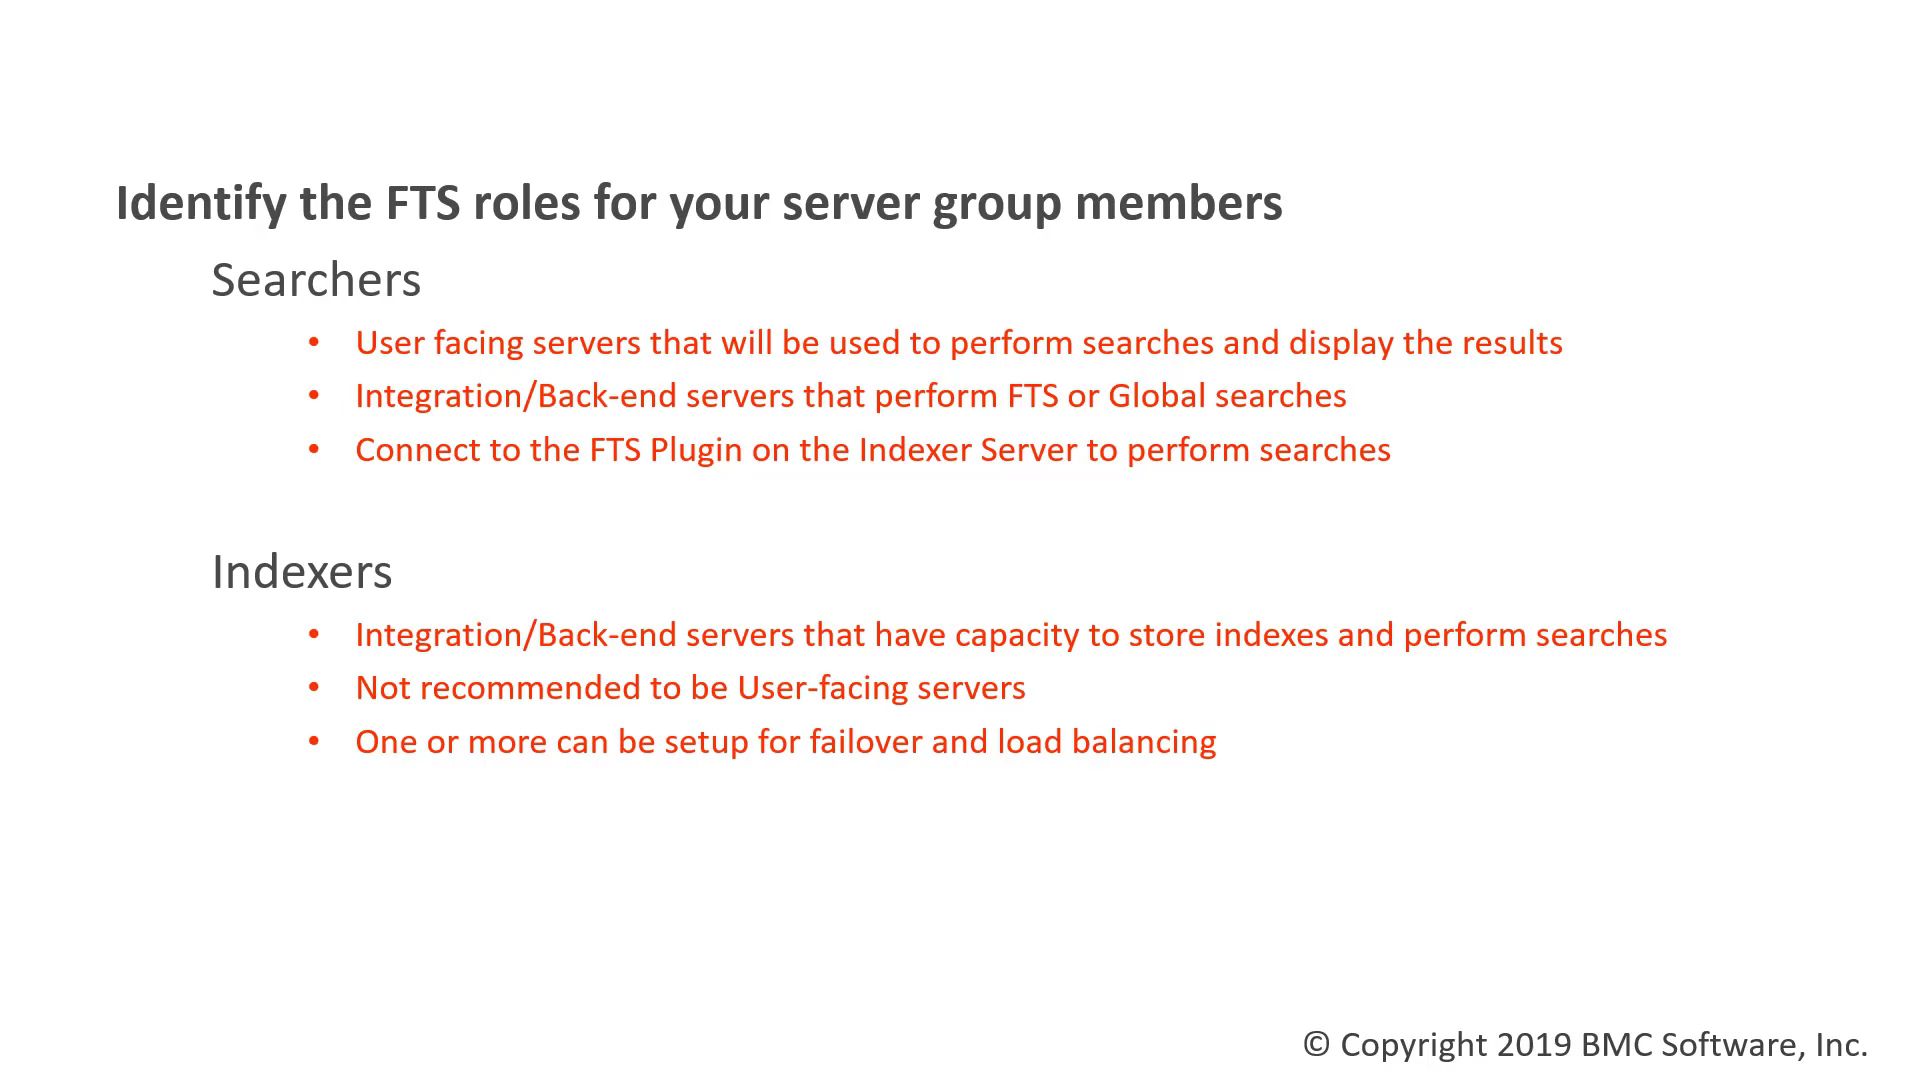 Identify the FTS roles for your server group members
Searchers
• User facing servers that will be used to perform searches and display the results
• Integration/Back-end servers that perform FTS or Global searches
• Connect to the FTS Plugin on the Indexer Server to perform searches
Indexers
• Integration/Back-end servers that have capacity to store indexes and perform searches
• Not recommended to be User-facing servers
• One or more can be setup for failover and load balancing
© Copyright 2019 BMC Software, Inc.